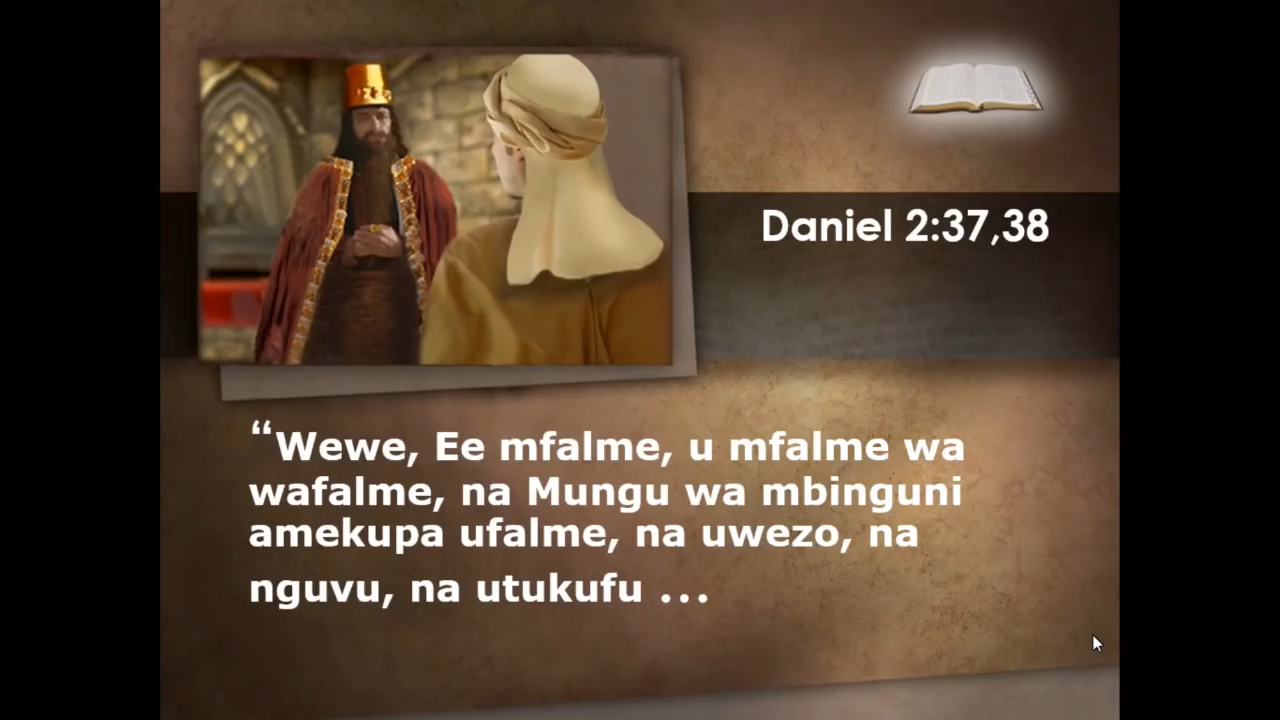 Daniel 2:37,38
“Wewe, Ee mfalme, u mfalme wa
wafalme, na Mungu wa mbinguni
amekupa ufalme, na uwezo, na
nguvu, na utukufu ...